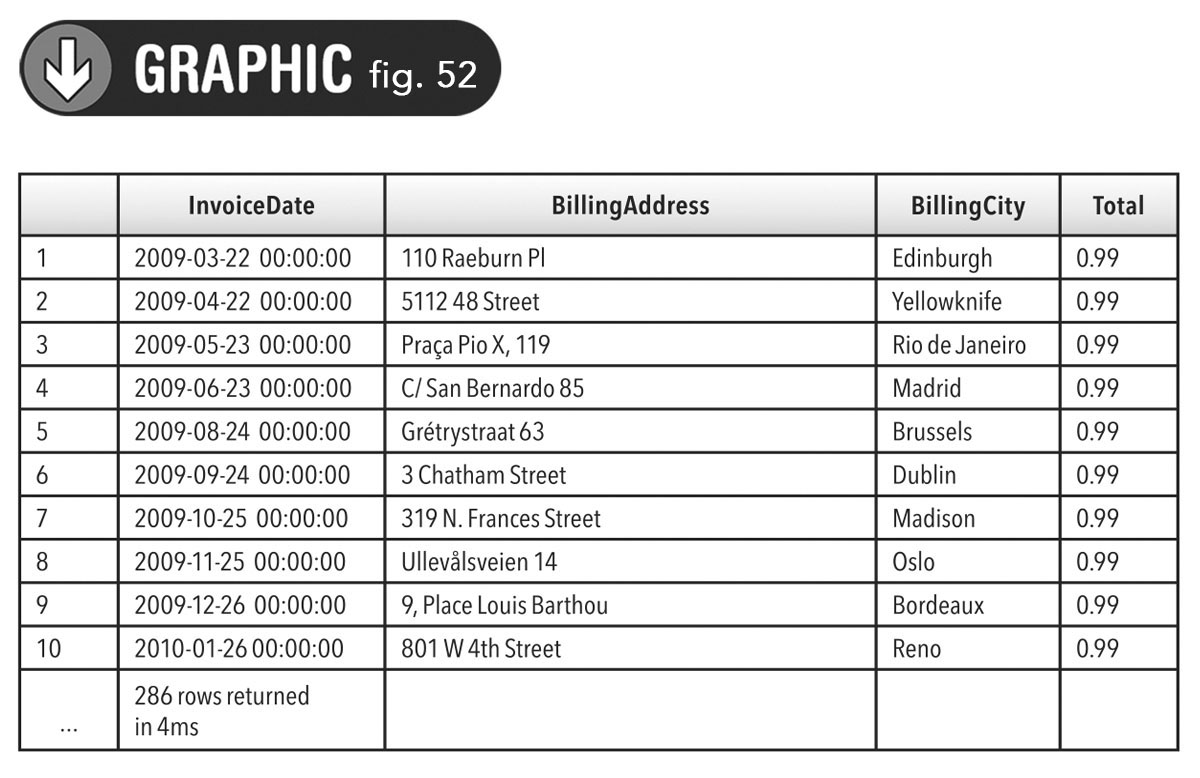 GRAPHIC fig. 52
InvoiceDate BillingAddress BillingCity Total
1 2009-03-22 00:00:00 110 Raeburn Pl Edinburgh 0.99
2 2009-04-22 00:00:00 5112 48 Street Yellowknife 0.99
3 2009-05-23 00:00:00 Praça Pio X, 119 Rio de Janeiro 0.99
4 2009-06-23 00:00:00 C/ San Bernardo 85 Madrid 0.99
5 2009-08-24 00:00:00 Grétrystraat 63 Brussels 0.99
6 2009-09-24 00:00:00 3 Chatham Street Dublin 0.99
7 2009-10-25 00:00:00 319 N. Frances Street Madison 0.99
8 2009-11-25 00:00:00 Ullevålsveien 14 Oslo 0.99
9 2009-12-26 00:00:00 9, Place Louis Barthou Bordeaux 0.99
10 2010-01-26 00:00:00 801 W 4th Street Reno 0.99
286 rows returned
... in 4ms